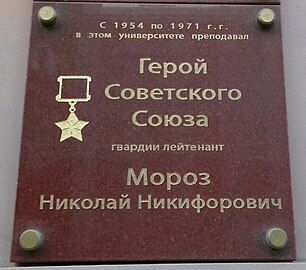 С 1954 по 1971 г.г.
в этом университете преподавал
Герой
Советского
Союза
гвардии лейтенант
Мороз
Николай Никифорович